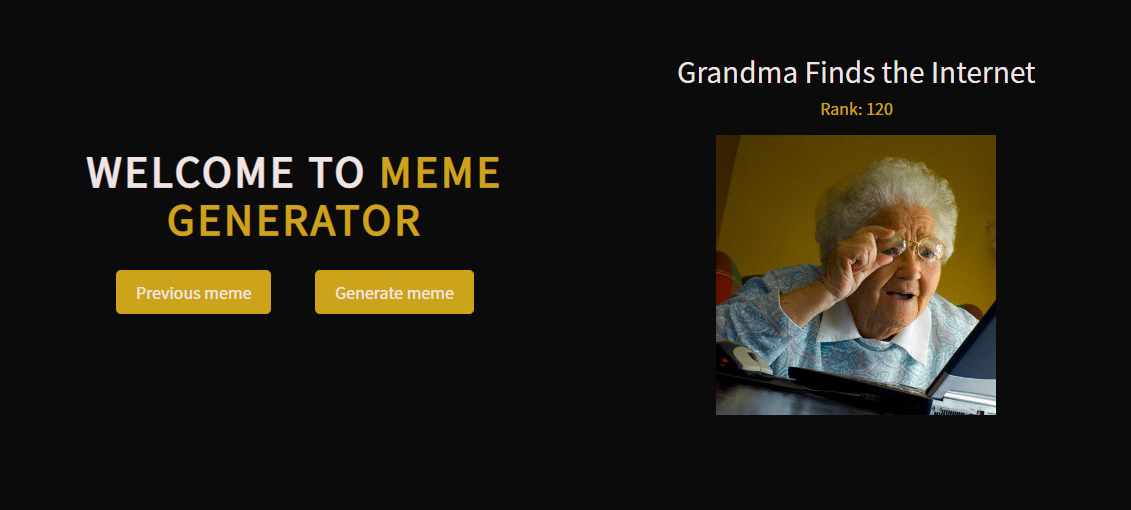 WELCOME TO MEME
GENERATOR
Previous meme
Generate meme
Grandma Finds the Internet
Rank: 120